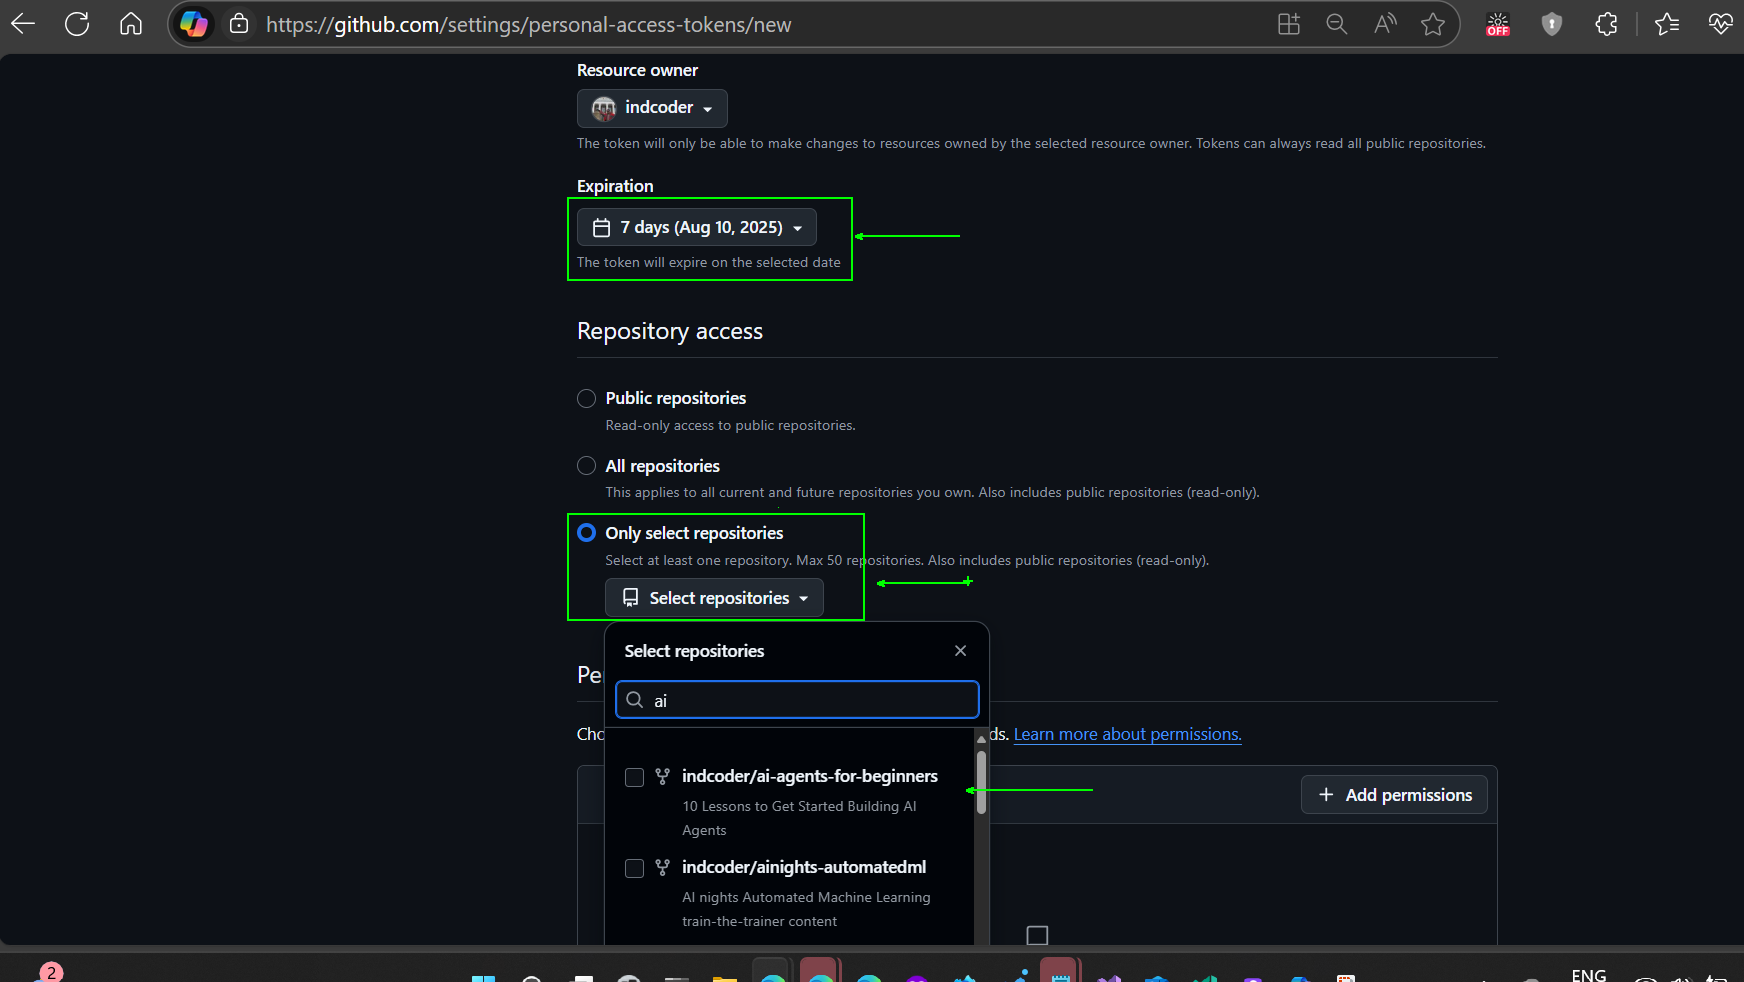 https://github.com/settings/personal-access-tokens/new
OFF
Resource owner
indcoder
The token will only be able to make changes to resources owned by the selected resource owner. Tokens can always read all public repositories.
Expiration
7 days (Aug 10, 2025)
The token will expire on the selected date
Repository access
Public repositories
Read-only access to public repositories.
All repositories
This applies to all current and future repositories you own. Also includes public repositories (read-only).
Only select repositories
Select at least one repository. Max 50 repositories. Also includes public repositories (read-only).
Select repositories
Select repositories
ai
Learn more about permissions.
indcoder/ai-agents-for-beginners
10 Lessons to Get Started Building AI
Agents
Add permissions
indcoder/ainights-automatedml
AI nights Automated Machine Learning
train-the-trainer content
2
ENG